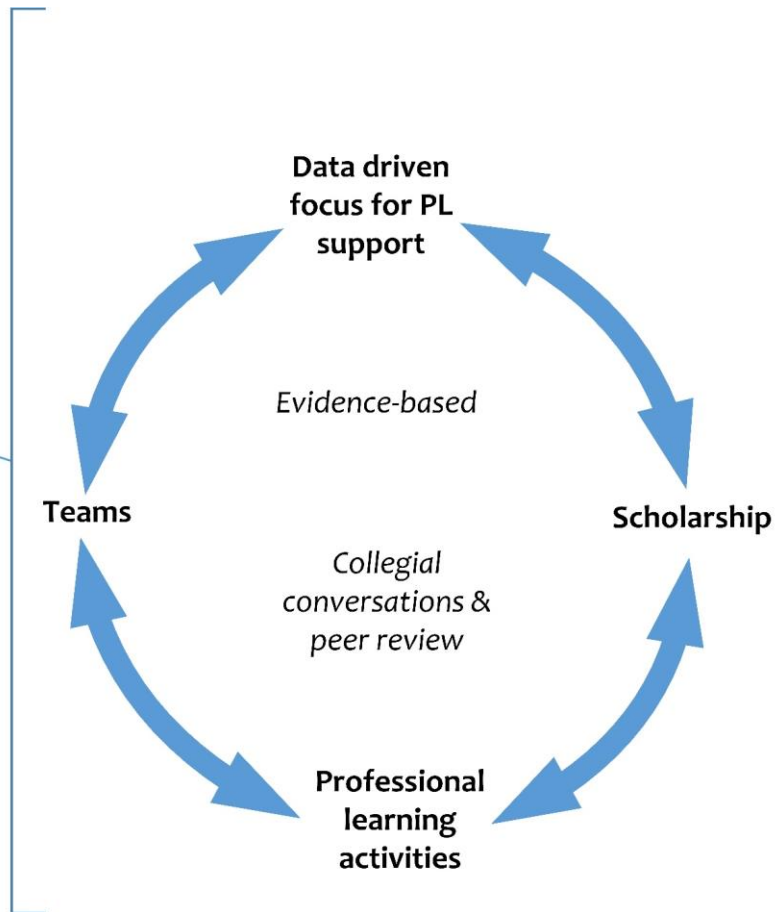 Data driven
focus for PL
support
Evidence-based
Teams
Scholarship
Collegial
conversations &
peer review
Professional
learning
activities